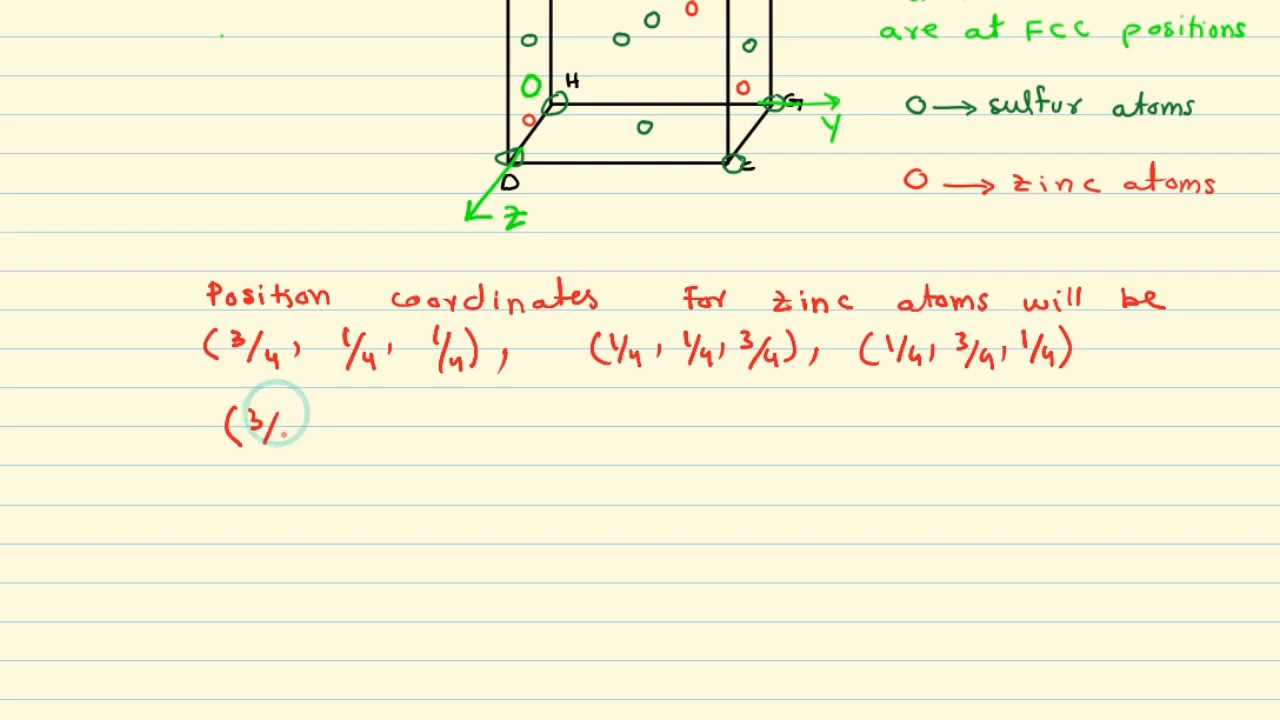 are at FCC positions
H
O → sulfur atoms
G
Y
C
O → zinc atoms
D
Z
Position coordinates for zinc atoms will be
(3/4, 1/4, 1/4), (1/4, 1/4, 3/4), (1/4, 3/4, 1/4)
(3/